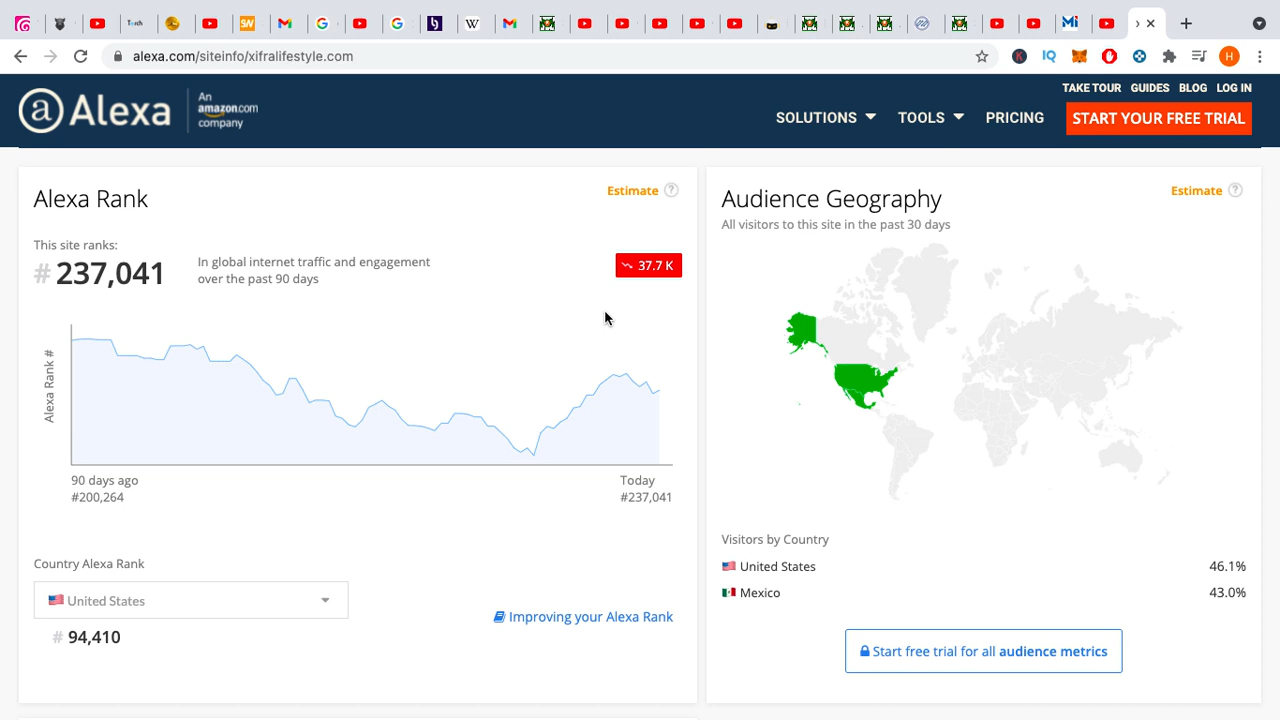 Torch
SW
W
Mi
alexa.com/siteinfo/xifralifestyle.com
K
IQ
H
TAKE TOUR GUIDES BLOG LOG IN
a Alexa An amazon.com company
SOLUTIONS TOOLS PRICING START YOUR FREE TRIAL
Alexa Rank
Estimate ?
This site ranks:
# 237,041
In global internet traffic and engagement
over the past 90 days
37.7 K
Alexa Rank #
90 days ago
#200,264
Today
#237,041
Country Alexa Rank
United States
# 94,410
Improving your Alexa Rank
Audience Geography
Estimate ?
All visitors to this site in the past 30 days
Visitors by Country
United States 46.1%
Mexico 43.0%
Start free trial for all audience metrics